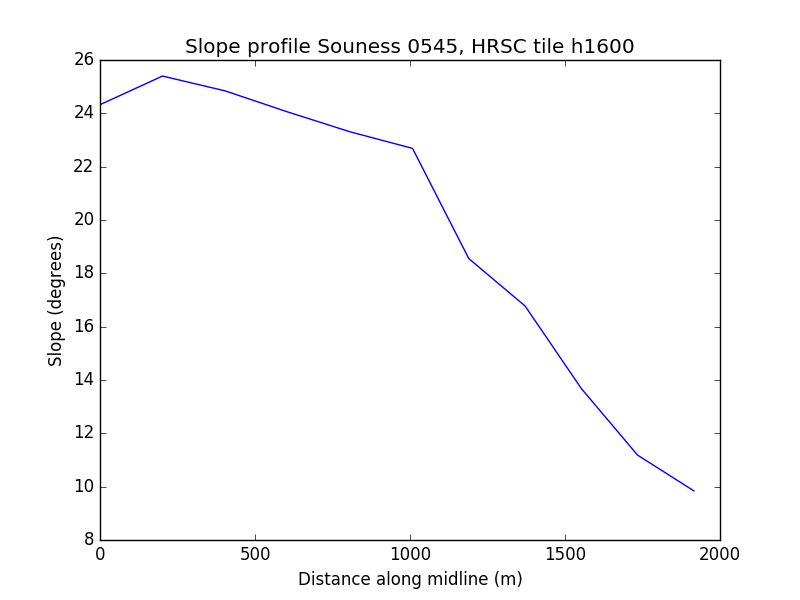 Slope profile Souness 0545, HRSC tile h1600
26
24
22
20
18
16
14
12
10
8
Slope (degrees)
0 500 1000 1500 2000
Distance along midline (m)